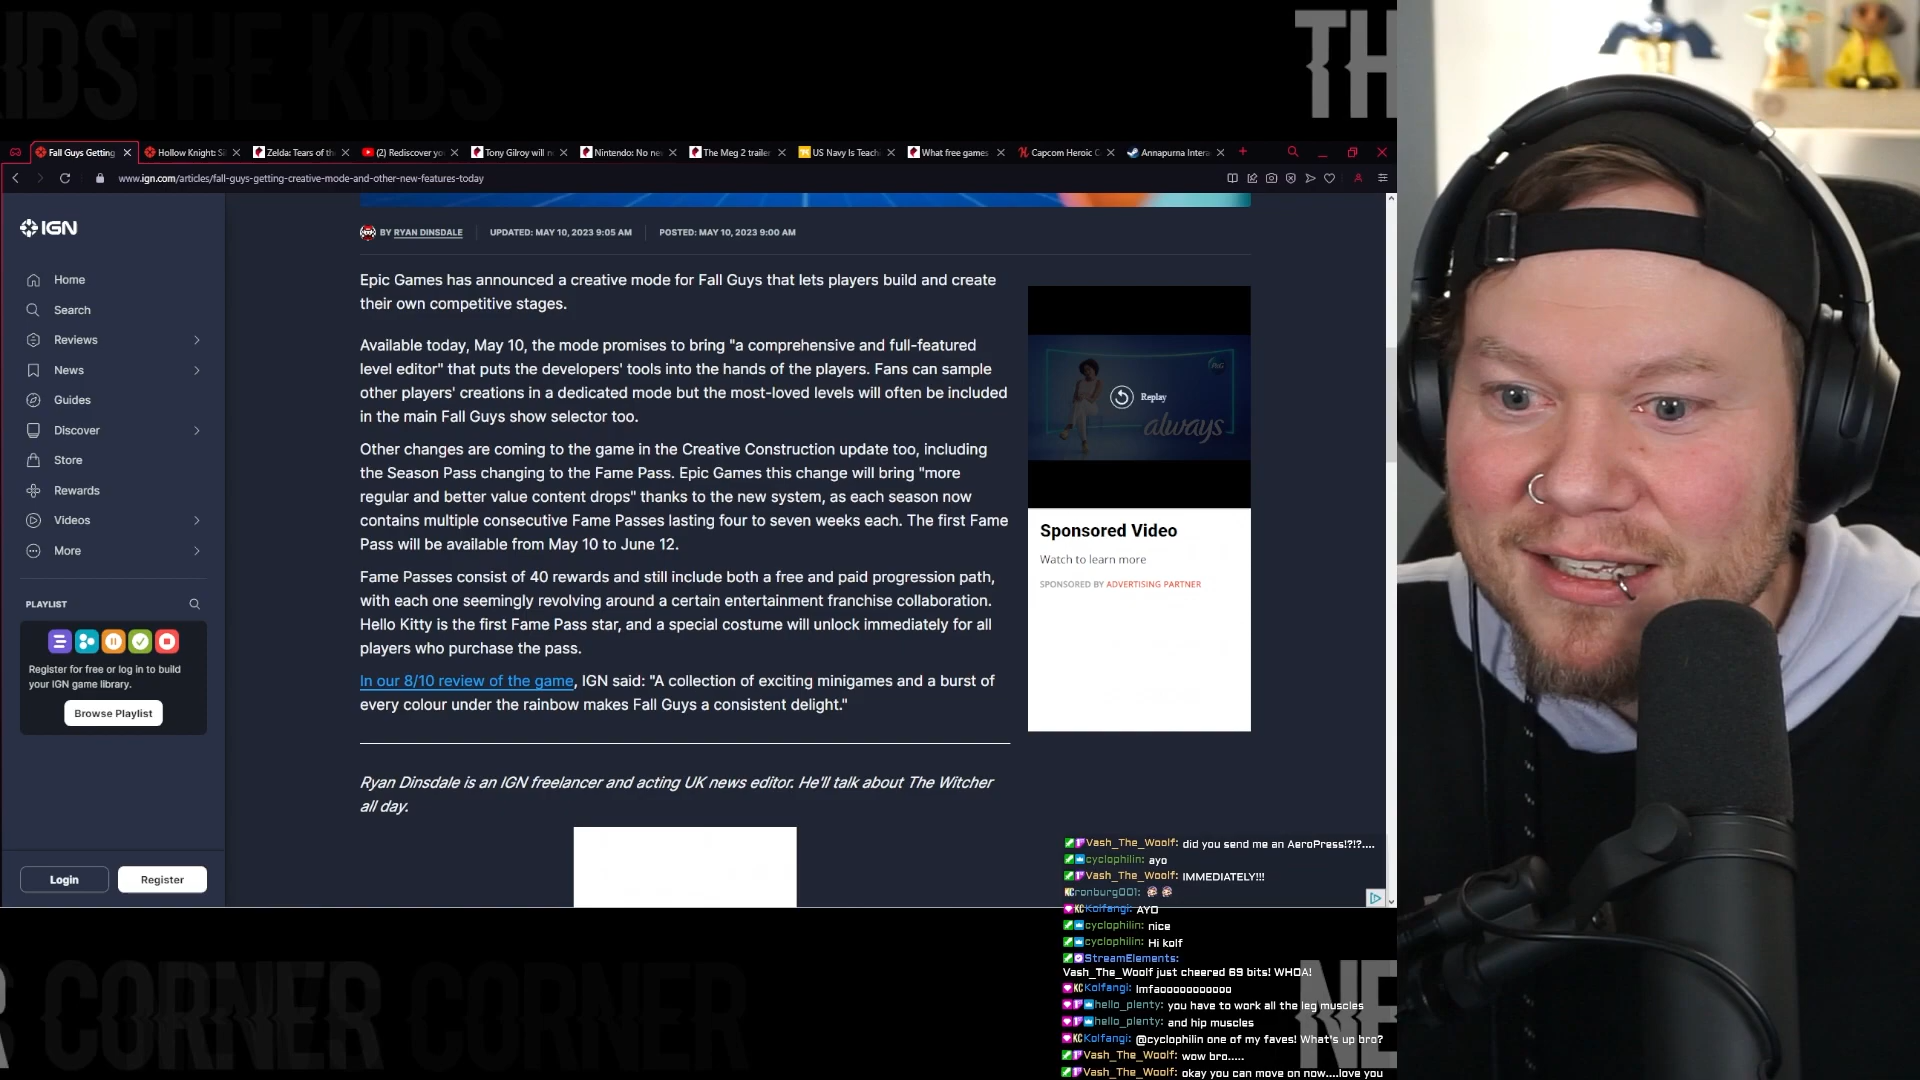 IDS THE KIDS
TH
Fall Guys Getting
Hollow Knight: Si
Zelda: Tears of th
(2) Rediscover yo
Tony Gilroy will n
Nintendo: No ne
The Meg 2 trailer
US Navy Is Teach
What free games
Capcom Heroic C
Annapurna Intera
www.ign.com/articles/fall-guys-getting-creative-mode-and-other-new-features-today
IGN
Home
Search
Reviews
News
Guides
Discover
Store
Rewards
Videos
More
PLAYLIST
Register for free or log in to build
your IGN game library.
Browse Playlist
Login
Register
BY RYAN DINSDALE
UPDATED: MAY 10, 2023 9:05 AM
POSTED: MAY 10, 2023 9:00 AM
Epic Games has announced a creative mode for Fall Guys that lets players build and create
their own competitive stages.
Available today, May 10, the mode promises to bring "a comprehensive and full-featured
level editor" that puts the developers' tools into the hands of the players. Fans can sample
other players' creations in a dedicated mode but the most-loved levels will often be included
in the main Fall Guys show selector too.
Other changes are coming to the game in the Creative Construction update too, including
the Season Pass changing to the Fame Pass. Epic Games this change will bring "more
regular and better value content drops" thanks to the new system, as each season now
contains multiple consecutive Fame Passes lasting four to seven weeks each. The first Fame
Pass will be available from May 10 to June 12.
Fame Passes consist of 40 rewards and still include both a free and paid progression path,
with each one seemingly revolving around a certain entertainment franchise collaboration.
Hello Kitty is the first Fame Pass star, and a special costume will unlock immediately for all
players who purchase the pass.
In our 8/10 review of the game, IGN said: "A collection of exciting minigames and a burst of
every colour under the rainbow makes Fall Guys a consistent delight."
Ryan Dinsdale is an IGN freelancer and acting UK news editor. He'll talk about The Witcher
all day.
P&G
Replay
always
Sponsored Video
Watch to learn more
SPONSORED BY ADVERTISING PARTNER
Vash_The_Woolf: did you send me an AeroPress!?!?....
cyclophilin: ayo
Vash_The_Woolf: IMMEDIATELY!!!
KCronburg001:
KCKolfangi: AYO
cyclophilin: nice
cyclophilin: Hi kolf
StreamElements:
Vash_The_Woolf just cheered 69 bits! WHOA!
KCKolfangi: lmfaooooooooooo
hello_plenty: you have to work all the leg muscles
hello_plenty: and hip muscles
KCKolfangi: @cyclophilin one of my faves! What's up bro?
Vash_The_Woolf: wow bro.....
Vash_The_Woolf: okay you can move on now....love you
R CORNER CORNER
NE